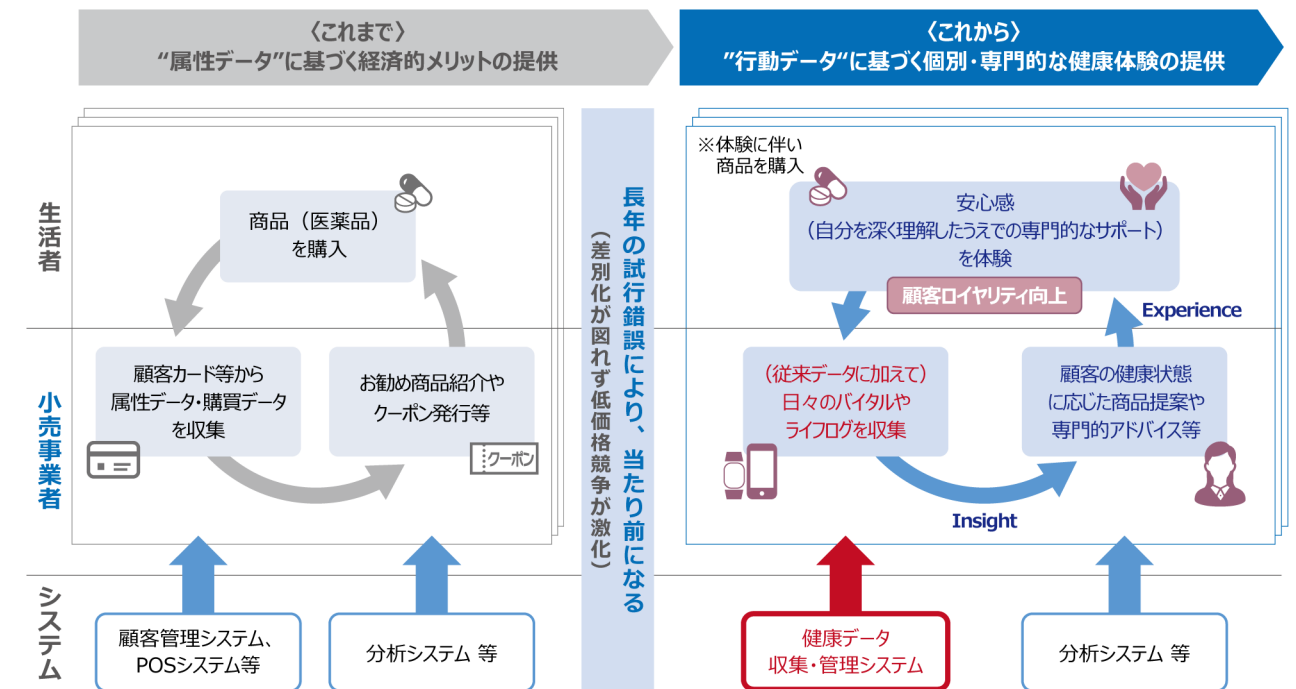 〈これまで〉
“属性データ”に基づく経済的メリットの提供
〈これから〉
”行動データ“に基づく個別・専門的な健康体験の提供
生活者
商品（医薬品）
を購入
小売事業者
顧客カード等から
属性データ・購買データ
を収集
お勧め商品紹介や
クーポン発行等
クーポン
システム
顧客管理システム、
POSシステム等
分析システム 等
長年の試行錯誤により、当たり前になる
（差別化が図れず低価格競争が激化）
※体験に伴い
商品を購入
安心感
（自分を深く理解したうえでの専門的なサポート）
を体験
顧客ロイヤリティ向上
Experience
（従来データに加えて）
日々のバイタルや
ライフログを収集
顧客の健康状態
に応じた商品提案や
専門的アドバイス等
Insight
健康データ
収集・管理システム
分析システム 等